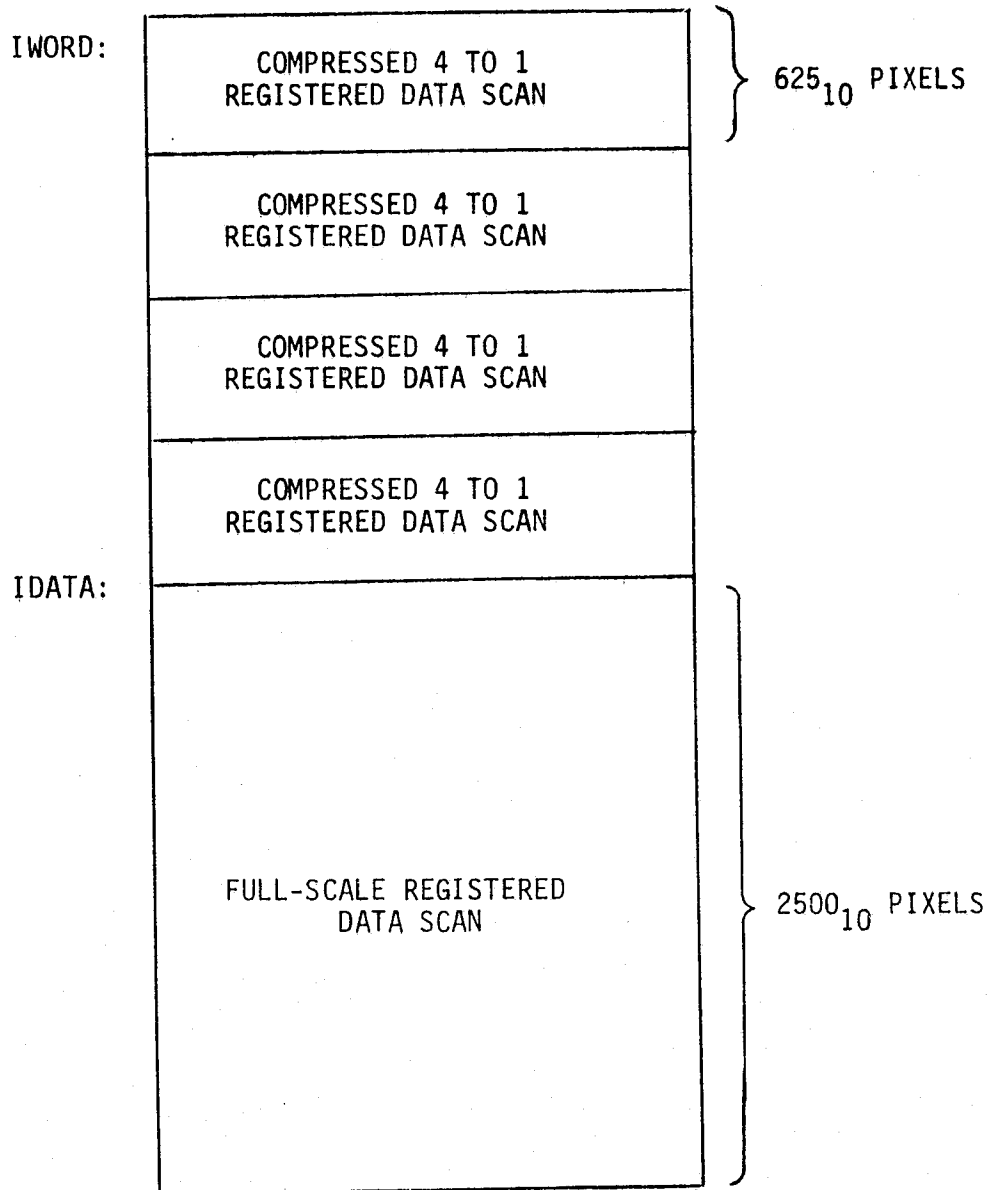 IWORD:
COMPRESSED 4 TO 1
REGISTERED DATA SCAN
625₁₀ PIXELS
COMPRESSED 4 TO 1
REGISTERED DATA SCAN
COMPRESSED 4 TO 1
REGISTERED DATA SCAN
COMPRESSED 4 TO 1
REGISTERED DATA SCAN
IDATA:
FULL-SCALE REGISTERED
DATA SCAN
2500₁₀ PIXELS